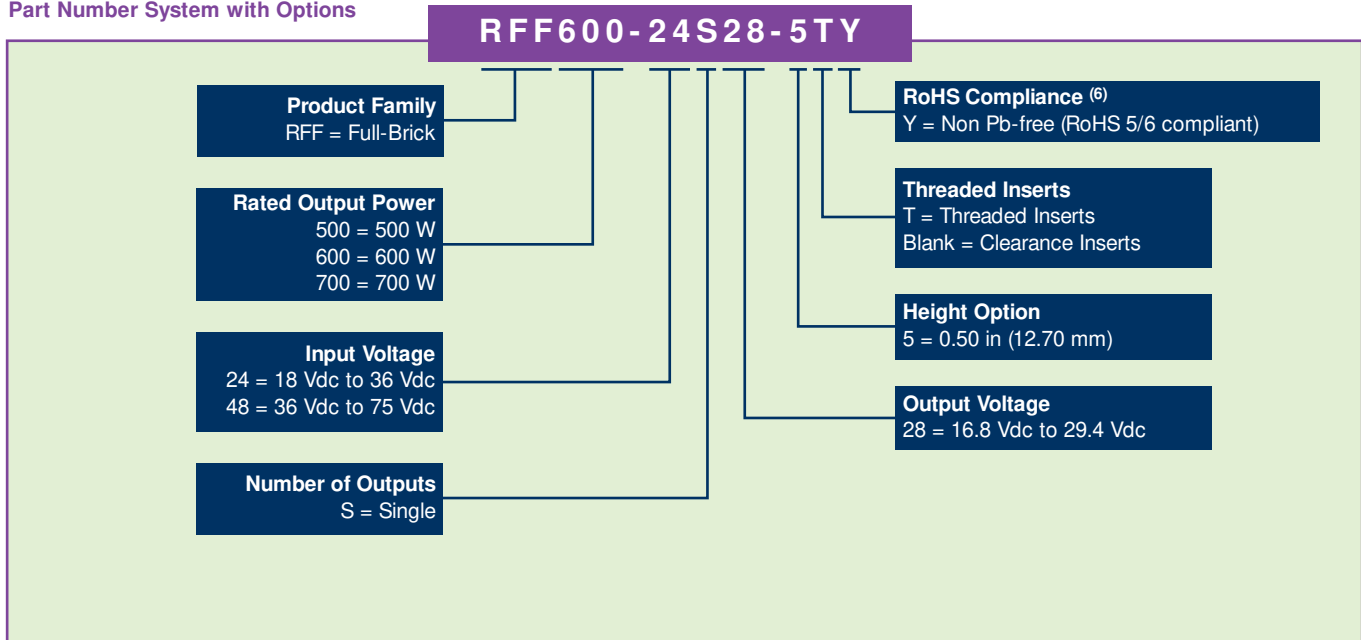 Part Number System with Options
RFF600-24S28-5TY
Product Family
RFF = Full-Brick
Rated Output Power
500 = 500 W
600 = 600 W
700 = 700 W
Input Voltage
24 = 18 Vdc to 36 Vdc
48 = 36 Vdc to 75 Vdc
Number of Outputs
S = Single
RoHS Compliance (6)
Y = Non Pb-free (RoHS 5/6 compliant)
Threaded Inserts
T = Threaded Inserts
Blank = Clearance Inserts
Height Option
5 = 0.50 in (12.70 mm)
Output Voltage
28 = 16.8 Vdc to 29.4 Vdc